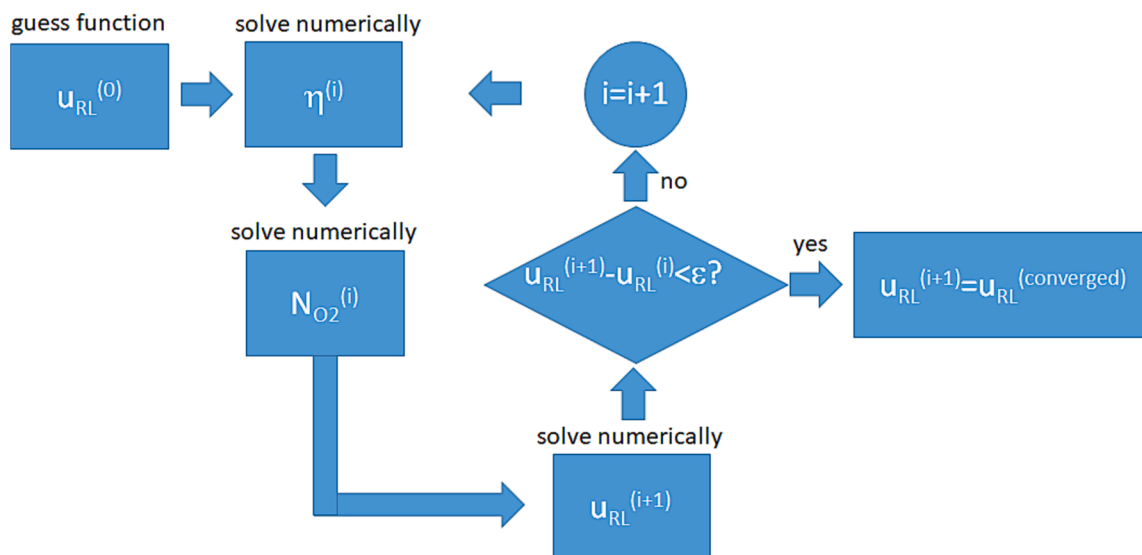 guess function
u_RL^(0)
solve numerically
η^(i)
i=i+1
solve numerically
N_O2^(i)
solve numerically
u_RL^(i+1)
u_RL^(i+1)-u_RL^(i)<ε?
no
yes
u_RL^(i+1)=u_RL^(converged)